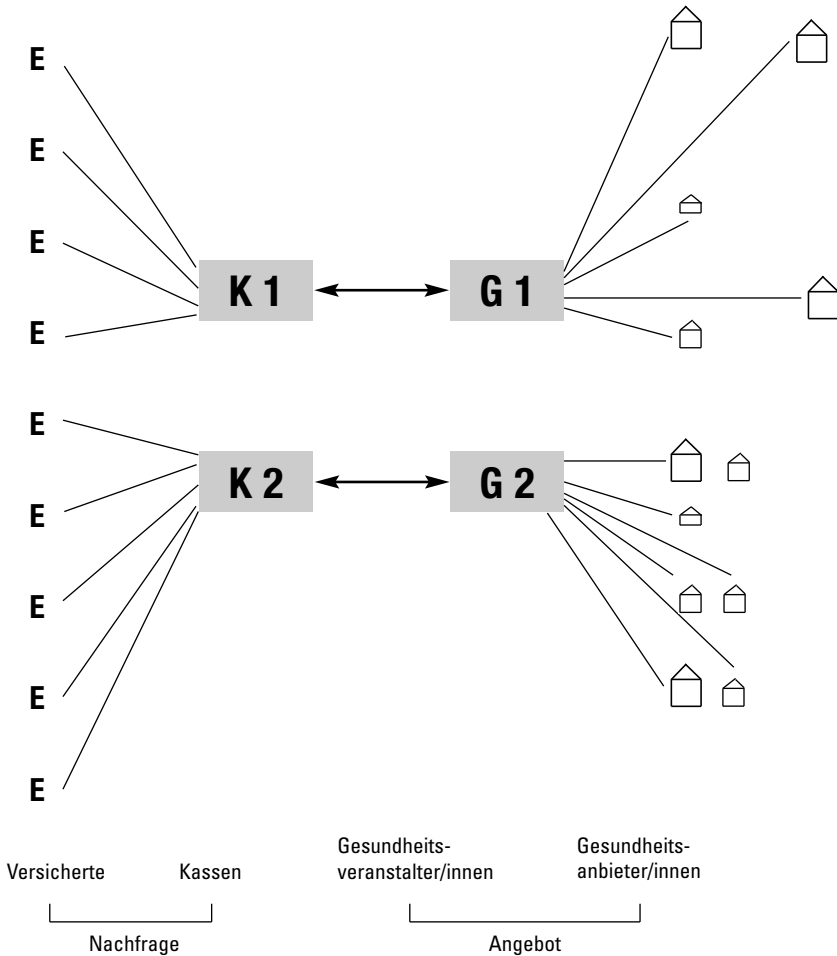 E
E
E
E
K 1
G 1
E
E
E
E
E
K 2
G 2
Versicherte
Kassen
Gesundheits-
veranstalter/innen
Gesundheits-
anbieter/innen
Nachfrage
Angebot